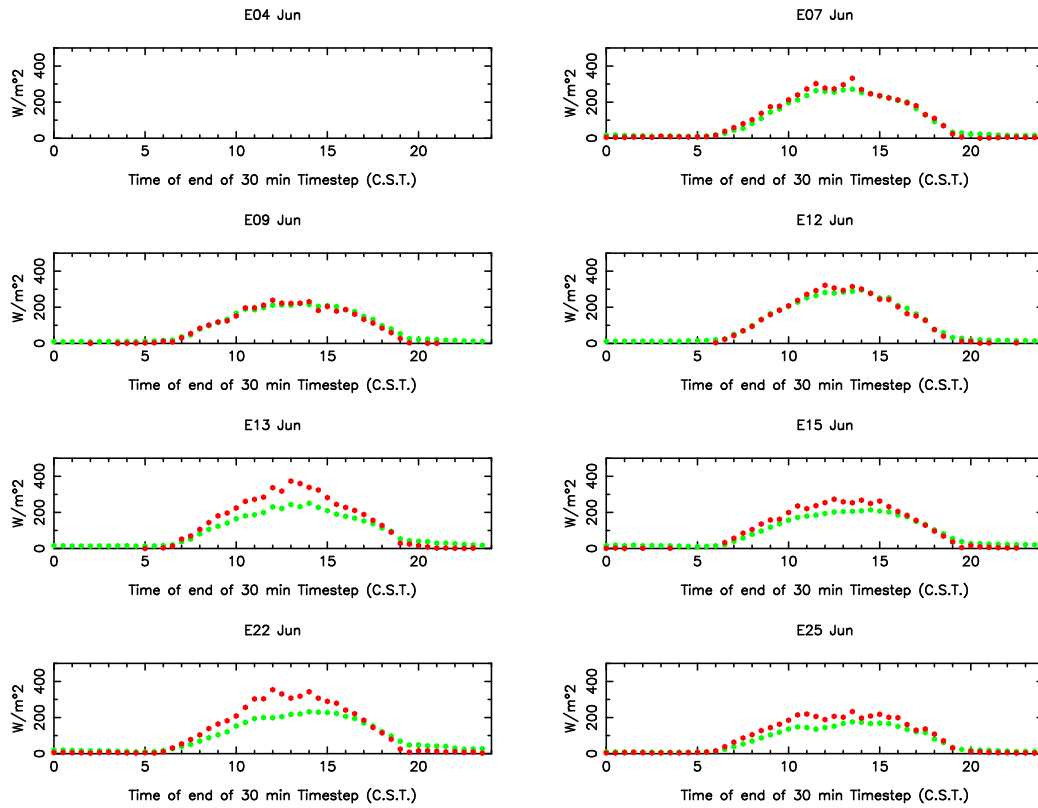 E04 Jun
E07 Jun
400
200
0
W/m°2
0 5 10 15 20
Time of end of 30 min Timestep (C.S.T.)
400
200
0
W/m°2
0 5 10 15 20
Time of end of 30 min Timestep (C.S.T.)
E09 Jun
E12 Jun
400
200
0
W/m°2
0 5 10 15 20
Time of end of 30 min Timestep (C.S.T.)
400
200
0
W/m°2
0 5 10 15 20
Time of end of 30 min Timestep (C.S.T.)
E13 Jun
E15 Jun
400
200
0
W/m°2
0 5 10 15 20
Time of end of 30 min Timestep (C.S.T.)
400
200
0
W/m°2
0 5 10 15 20
Time of end of 30 min Timestep (C.S.T.)
E22 Jun
E25 Jun
400
200
0
W/m°2
0 5 10 15 20
Time of end of 30 min Timestep (C.S.T.)
400
200
0
W/m°2
0 5 10 15 20
Time of end of 30 min Timestep (C.S.T.)